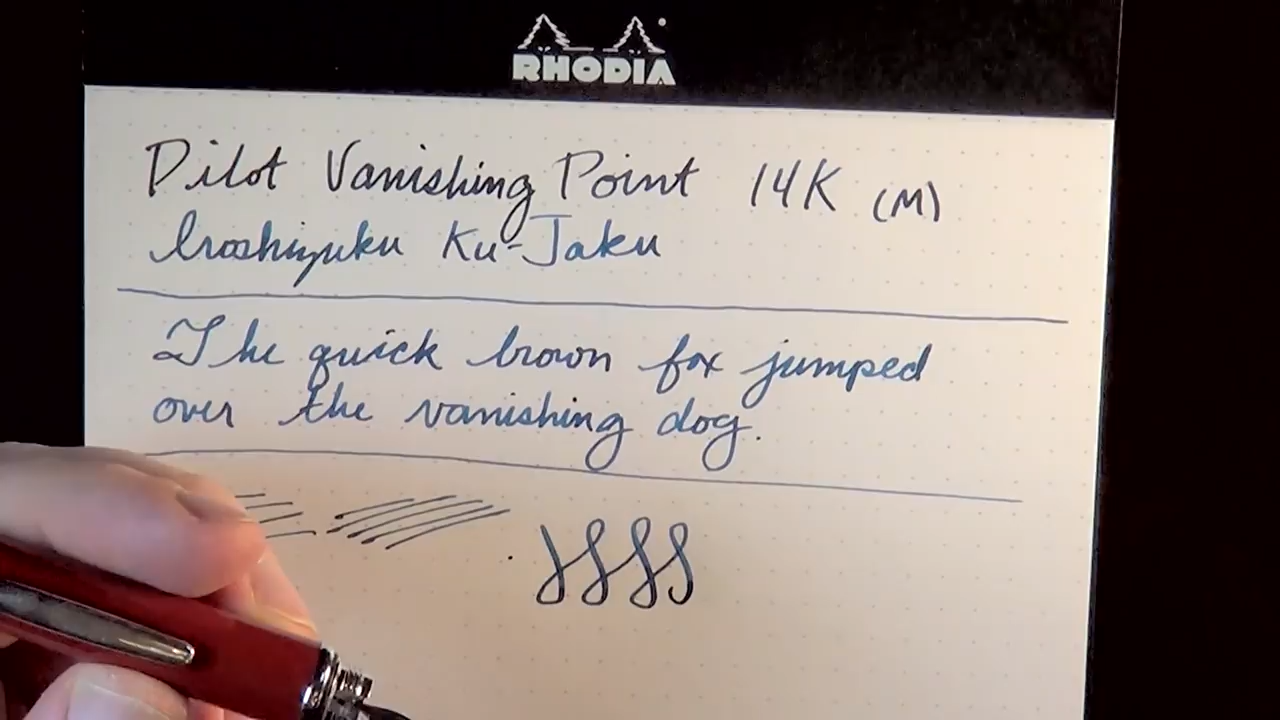 RHODIA
Pilot Vanishing Point 14K (M)
Iroshizuku Ku-Jaku
The quick brown fox jumped
over the vanishing dog.